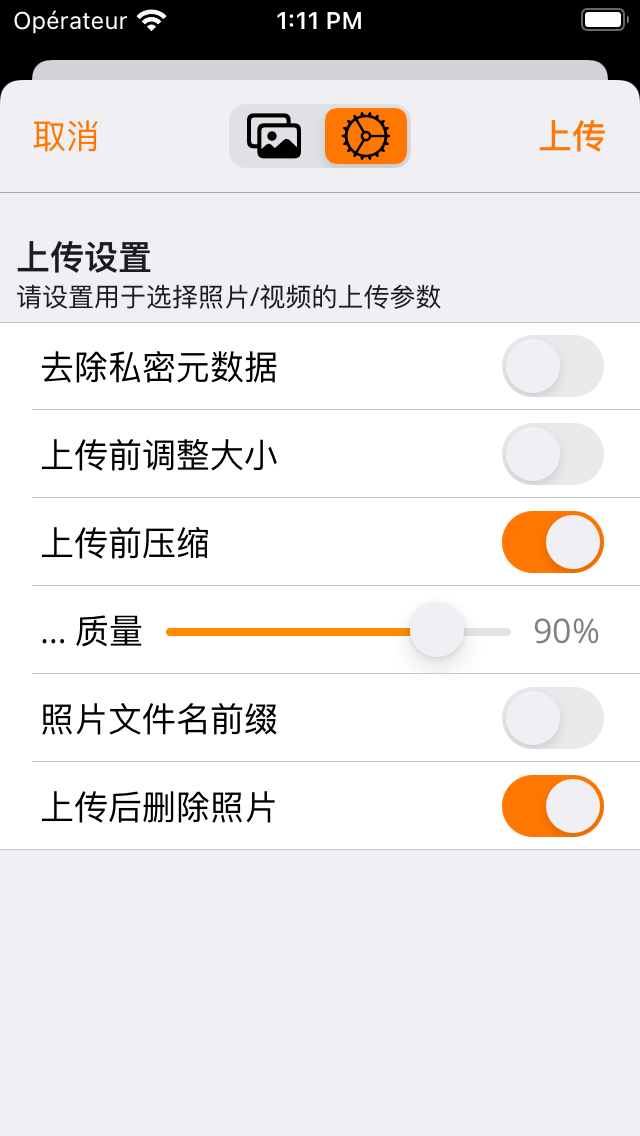 Opérateur 1:11 PM
取消 上传
上传设置
请设置用于选择照片/视频的上传参数
去除私密元数据
上传前调整大小
上传前压缩
... 质量 90%
照片文件名前缀
上传后删除照片